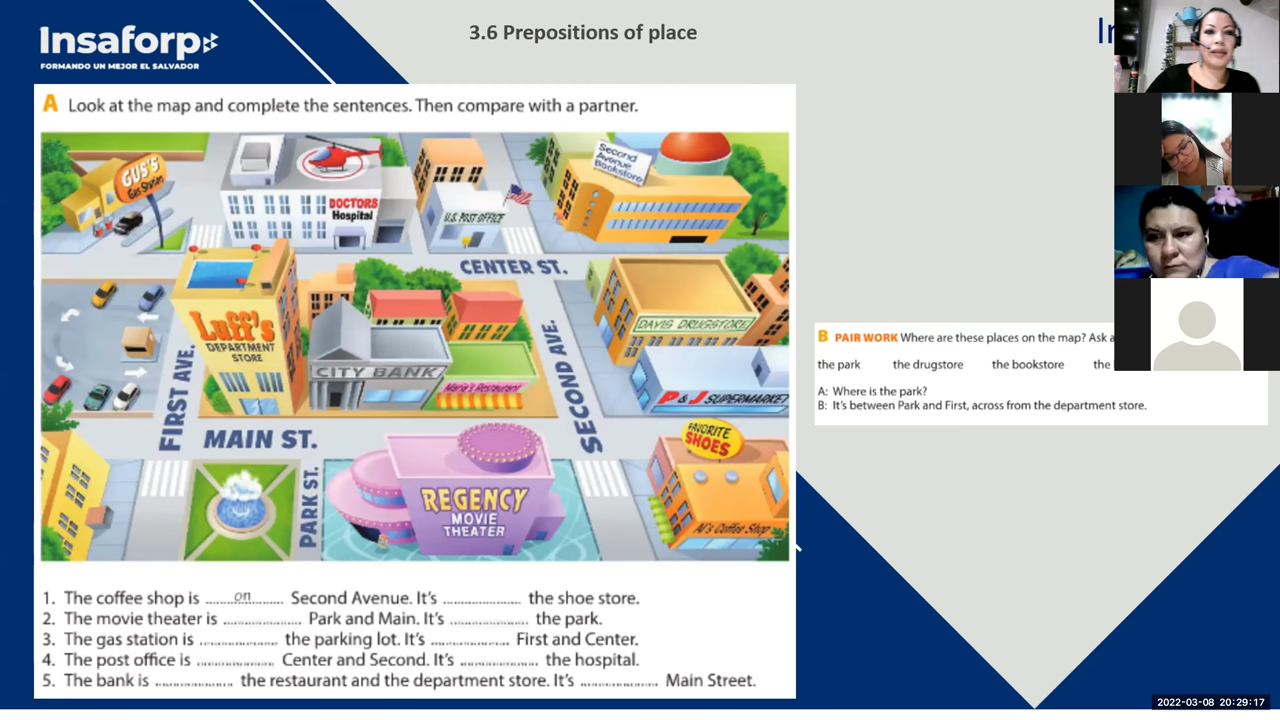 Insaforp
FORMANDO UN MEJOR EL SALVADOR
3.6 Prepositions of place
A Look at the map and complete the sentences. Then compare with a partner.
GUS'S
Gas Station
DOCTORS
Hospital
U.S. POST OFFICE
Second
Avenue
Bookstore
CENTER ST.
Luff's
DEPARTMENT
STORE
CITY BANK
Maria's Restaurant
DAVIS DRUGSTORE
P & J SUPERMARKET
FIRST AVE.
SECOND AVE.
MAIN ST.
PARK ST.
REGENCY
MOVIE
THEATER
FAVORITE
SHOES
Al's Coffee Shop
1. The coffee shop is ....on.... Second Avenue. It's .................... the shoe store.
2. The movie theater is .................... Park and Main. It's .................... the park.
3. The gas station is .................... the parking lot. It's .................... First and Center.
4. The post office is .................... Center and Second. It's .................... the hospital.
5. The bank is .................... the restaurant and the department store. It's .................... Main Street.
B PAIR WORK Where are these places on the map? Ask
the park the drugstore the bookstore the
A: Where is the park?
B: It's between Park and First, across from the department store.
2022-03-08 20:29:17